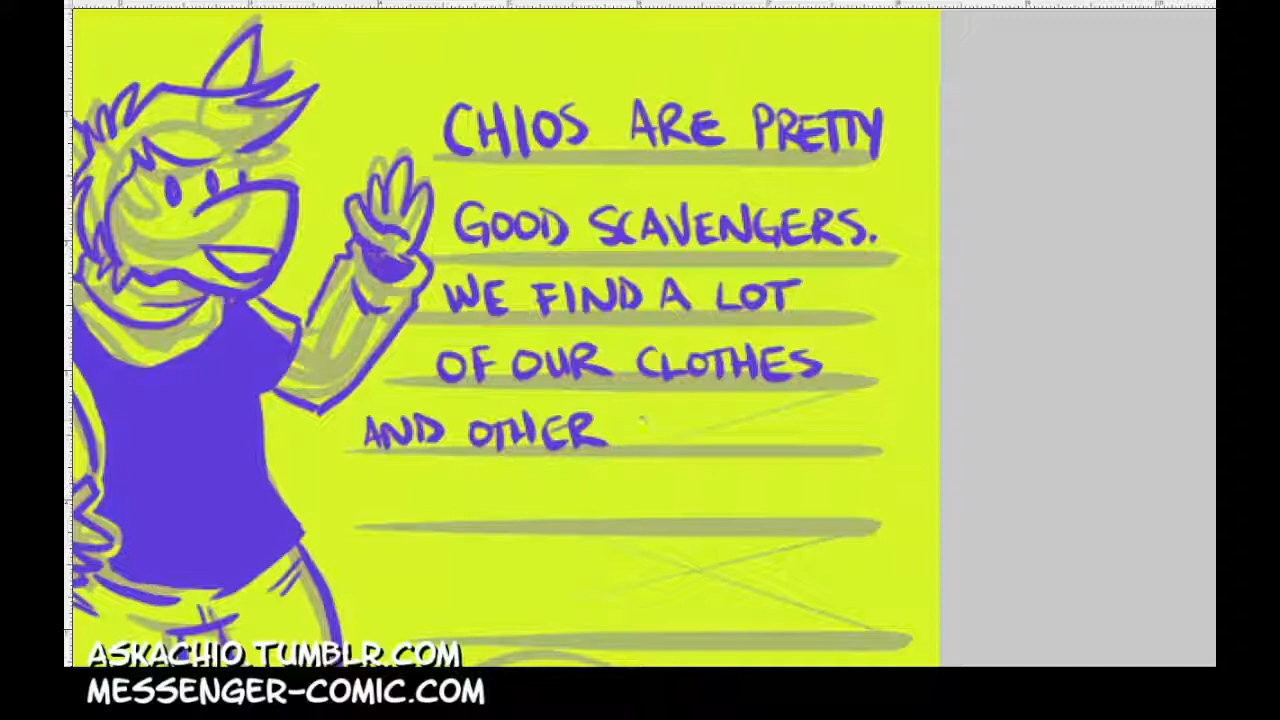 CHIOS ARE PRETTY
GOOD SCAVENGERS.
WE FIND A LOT
OF OUR CLOTHES
AND OTHER
ASKACHIO.TUMBLR.COM
MESSENGER-COMIC.COM